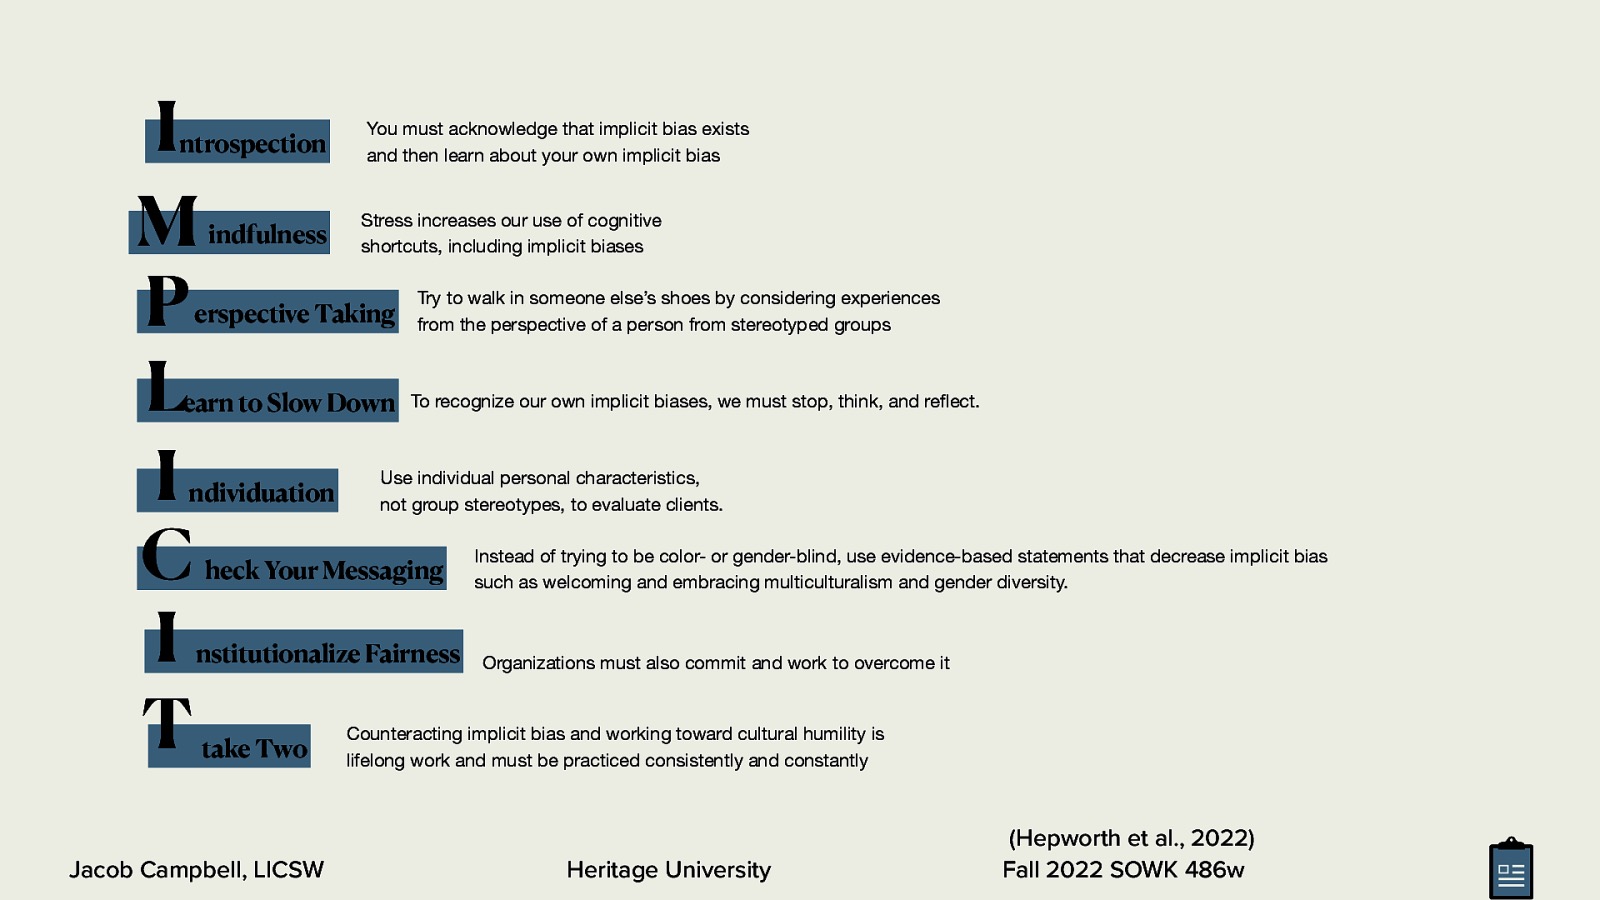 Introspection
You must acknowledge that implicit bias exists
and then learn about your own implicit bias
Mindfulness
Stress increases our use of cognitive
shortcuts, including implicit biases
Perspective Taking
Try to walk in someone else's shoes by considering experiences
from the perspective of a person from stereotyped groups
Learn to Slow Down
To recognize our own implicit biases, we must stop, think, and reflect.
Individuation
Use individual personal characteristics,
not group stereotypes, to evaluate clients.
Check Your Messaging
Instead of trying to be color- or gender-blind, use evidence-based statements that decrease implicit bias
such as welcoming and embracing multiculturalism and gender diversity.
Institutionalize Fairness
Organizations must also commit and work to overcome it
T take Two
Counteracting implicit bias and working toward cultural humility is
lifelong work and must be practiced consistently and constantly
(Hepworth et al., 2022)
Jacob Campbell, LICSW
Heritage University
Fall 2022 SOWK 486w